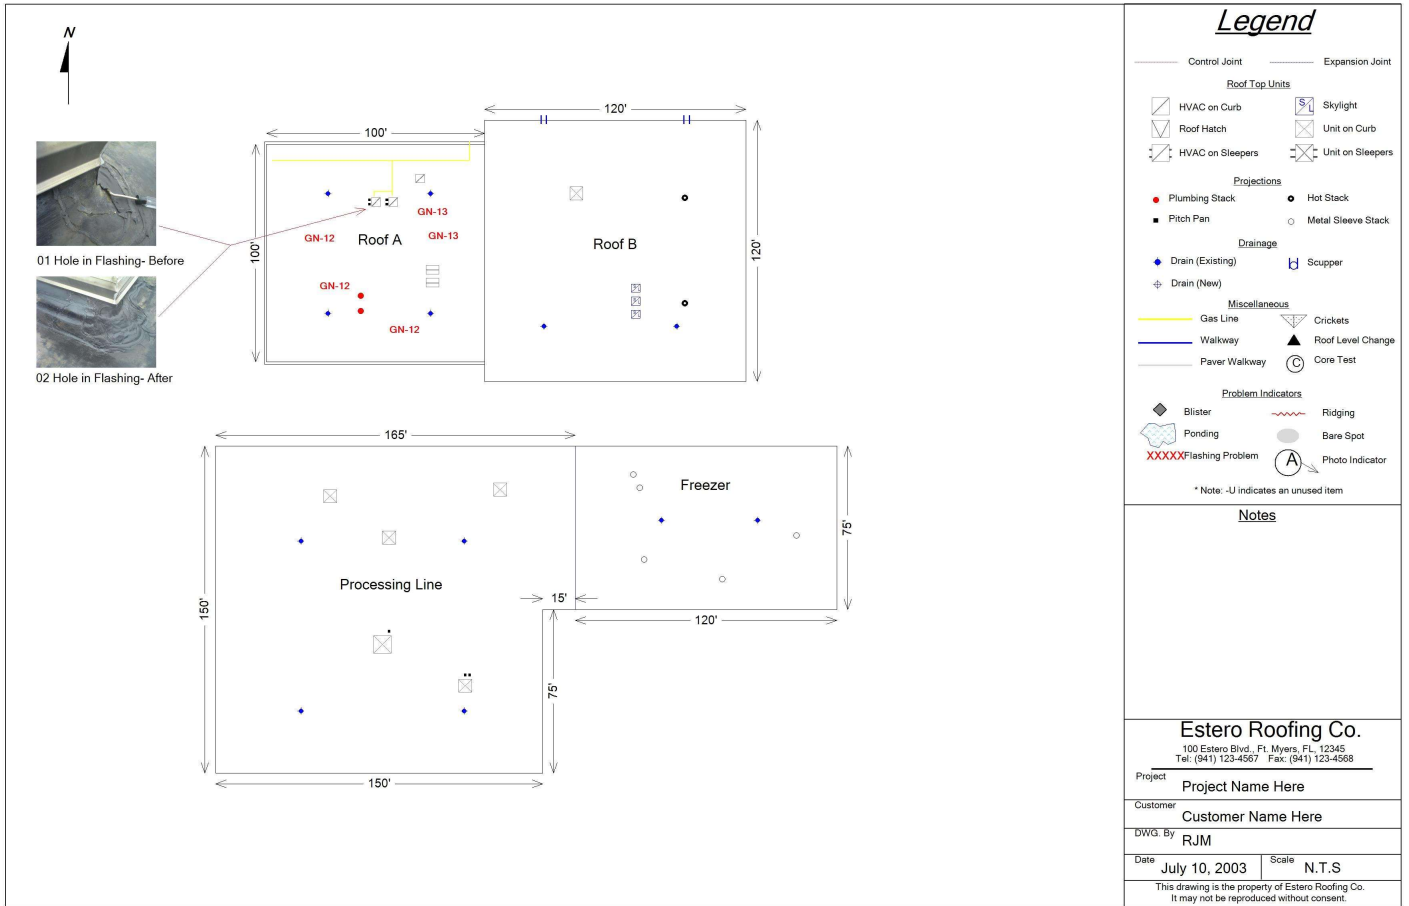 N
01 Hole in Flashing- Before
02 Hole in Flashing- After
100'
120'
100'
GN-13
GN-12
Roof A
GN-13
GN-12
GN-12
Roof B
120'
165'
Freezer
75'
Processing Line
15'
120'
150'
75'
150'
Legend
Control Joint
Expansion Joint
Roof Top Units
HVAC on Curb
S L
Skylight
Roof Hatch
Unit on Curb
HVAC on Sleepers
Unit on Sleepers
Projections
Plumbing Stack
Hot Stack
Pitch Pan
Metal Sleeve Stack
Drainage
Drain (Existing)
Scupper
Drain (New)
Miscellaneous
Gas Line
Crickets
Walkway
Roof Level Change
Paver Walkway
C
Core Test
Problem Indicators
Blister
Ridging
Ponding
Bare Spot
XXXXX Flashing Problem
A
Photo Indicator
* Note: -U indicates an unused item
Notes
Estero Roofing Co.
100 Estero Blvd., Ft. Myers, FL, 12345
Tel: (941) 123-4567 Fax: (941) 123-4568
Project
Project Name Here
Customer
Customer Name Here
DWG. By
RJM
Date
July 10, 2003
Scale
N.T.S
This drawing is the property of Estero Roofing Co.
It may not be reproduced without consent.